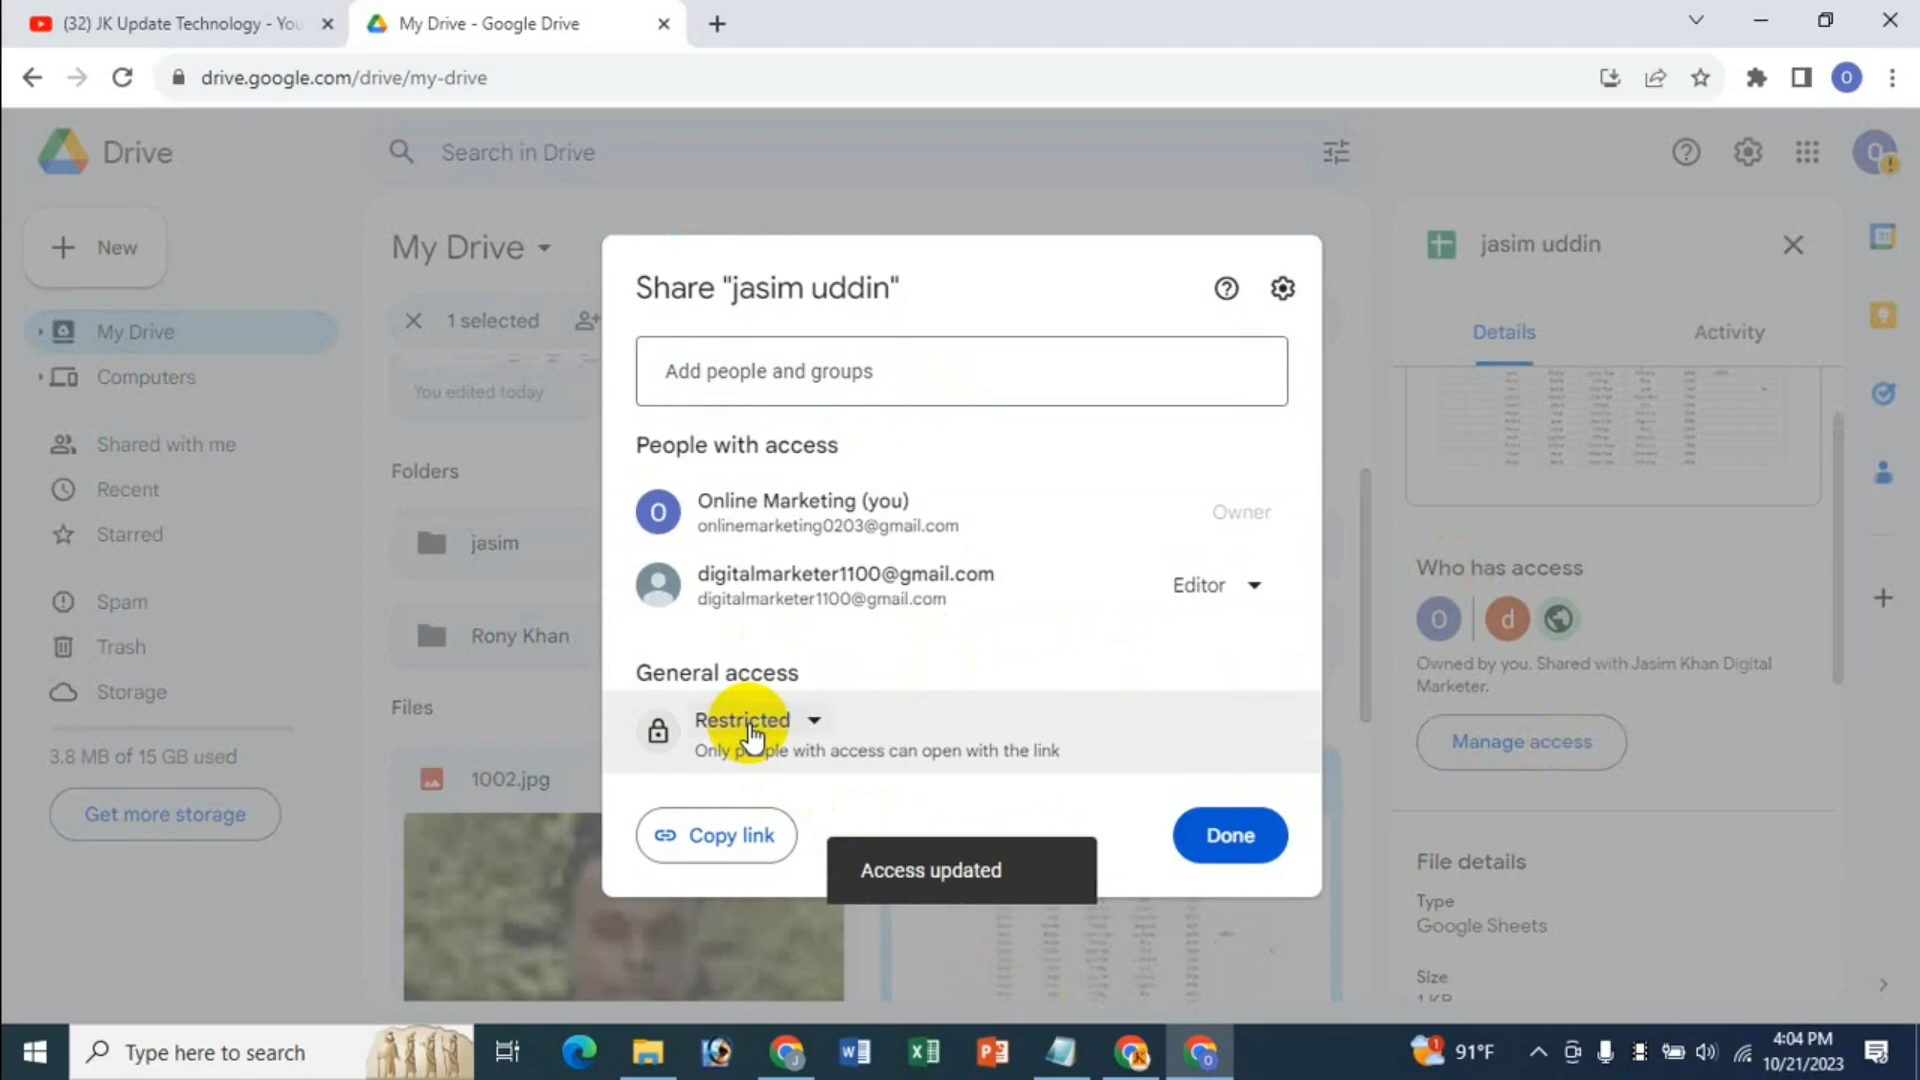 (32) JK Update Technology - You
My Drive - Google Drive
drive.google.com/drive/my-drive
O
Drive
Search in Drive
O
New
My Drive
1 selected
You edited today
My Drive
Computers
Shared with me
Recent
Starred
Spam
Trash
Storage
3.8 MB of 15 GB used
Get more storage
Folders
jasim
Rony Khan
Files
1002.jpg
Share "jasim uddin"
Add people and groups
People with access
O
Online Marketing (you)
onlinemarketing0203@gmail.com
Owner
digitalmarketer1100@gmail.com
digitalmarketer1100@gmail.com
Editor
General access
Restricted
Only people with access can open with the link
Copy link
Done
Access updated
jasim uddin
Details
Activity
Who has access
O
d
Owned by you. Shared with Jasim Khan Digital
Marketer.
Manage access
File details
Type
Google Sheets
Size
1 KB
Type here to search
91°F
4:04 PM
10/21/2023